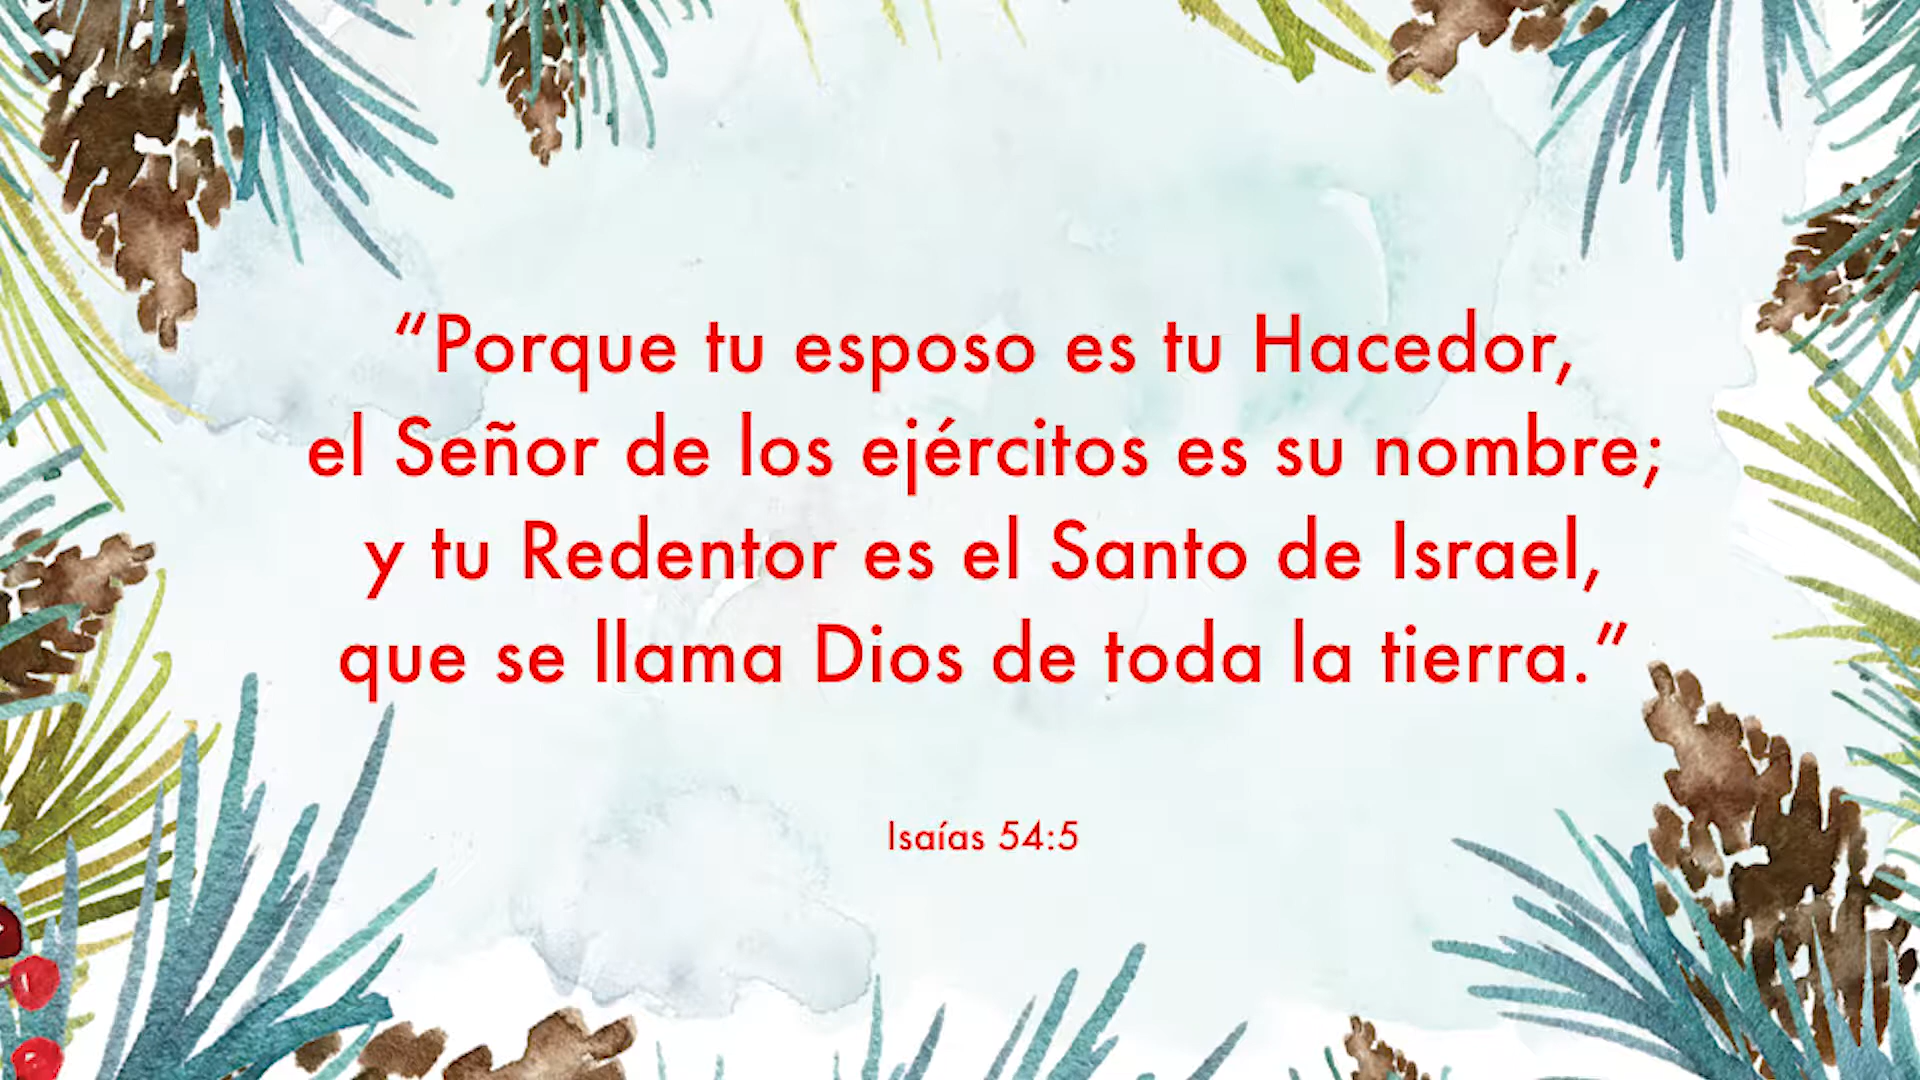 “Porque tu esposo es tu Hacedor,
el Señor de los ejércitos es su nombre;
y tu Redentor es el Santo de Israel,
que se llama Dios de toda la tierra.”
Isaías 54:5